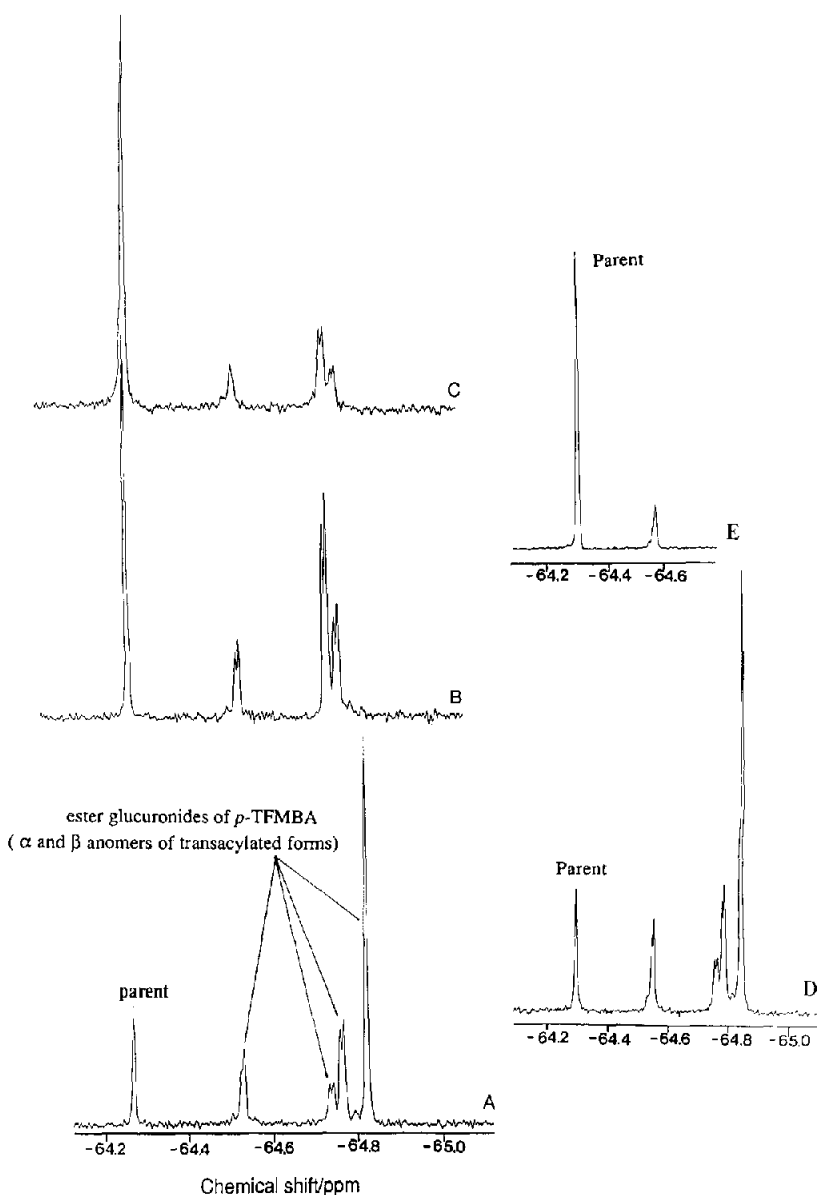 C
Parent
E
-64.2 -64.4 -64.6
B
ester glucuronides of p-TFMBA
( α and β anomers of transacylated forms)
Parent
parent
D
-64.2 -64.4 -64.6 -64.8 -65.0
A
-64.2 -64.4 -64.6 -64.8 -65.0
Chemical shift/ppm